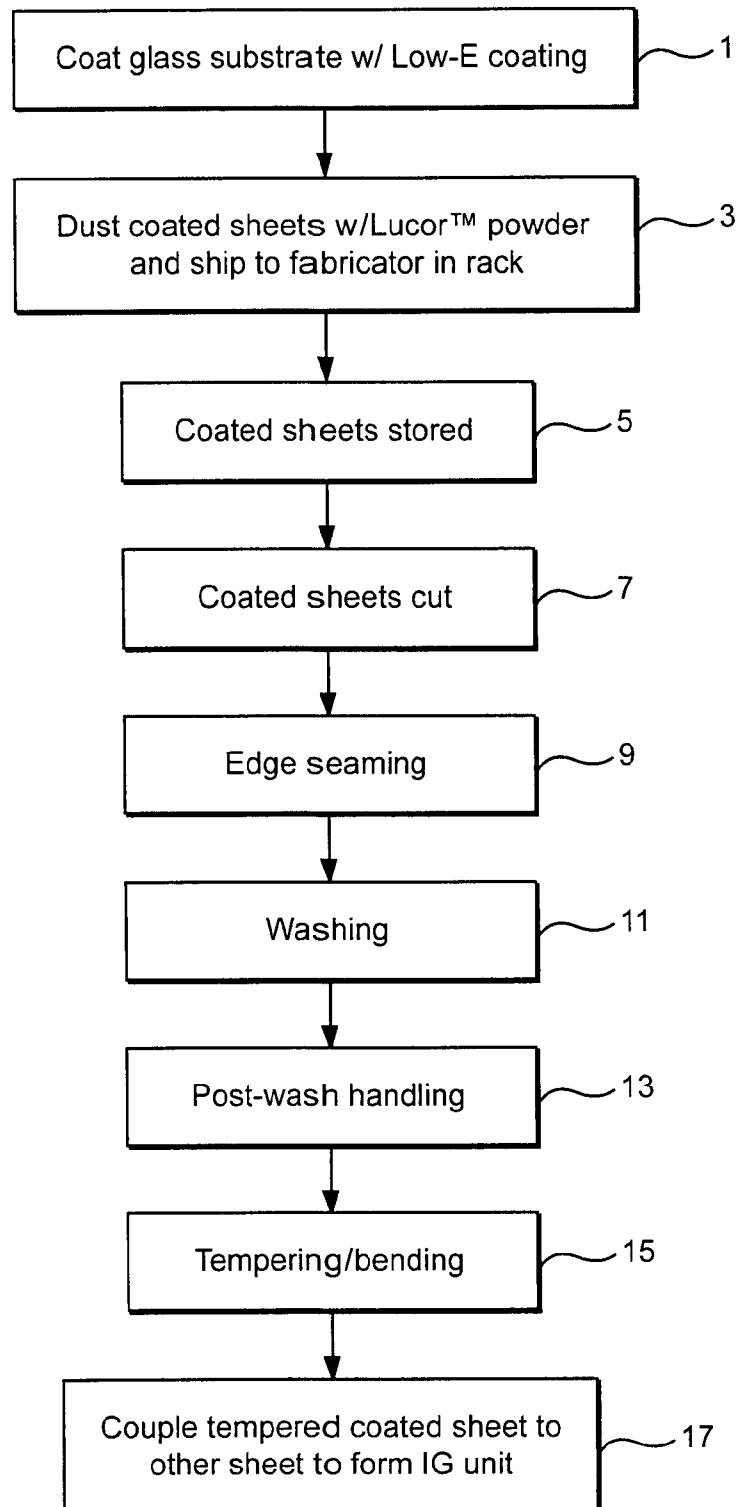 Coat glass substrate w/ Low-E coating
1
Dust coated sheets w/Lucor™ powder
and ship to fabricator in rack
3
Coated sheets stored
5
Coated sheets cut
7
Edge seaming
9
Washing
11
Post-wash handling
13
Tempering/bending
15
Couple tempered coated sheet to
other sheet to form IG unit
17